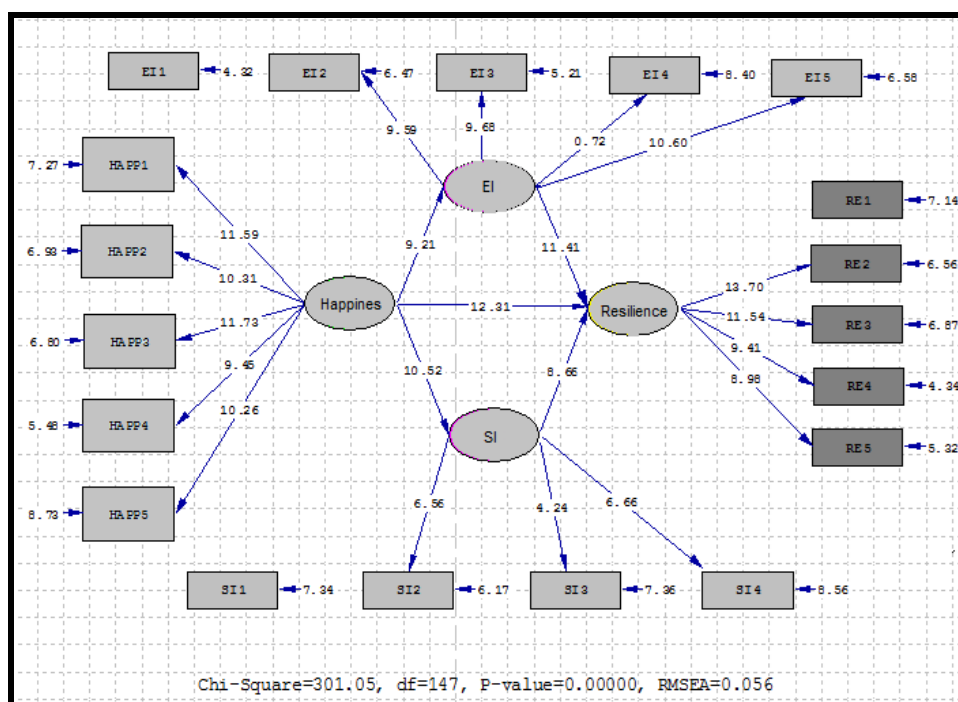 EI1
4.32
EI2
6.47
EI3
5.21
EI4
8.40
EI5
6.58
9.59
9.68
0.72
10.60
7.27
HAPP1
EI
RE1
7.14
11.59
9.21
11.41
6.93
HAPP2
10.31
RE2
6.56
Happines
12.31
Resilience
13.70
11.54
RE3
6.87
6.80
HAPP3
11.73
9.45
10.52
8.66
9.41
8.98
RE4
4.34
10.26
5.48
HAPP4
SI
RE5
5.32
8.73
HAPP5
6.56
4.24
6.66
SI1
7.34
SI2
6.17
SI3
7.36
SI4
8.56
Chi-Square=301.05, df=147, P-value=0.00000, RMSEA=0.056